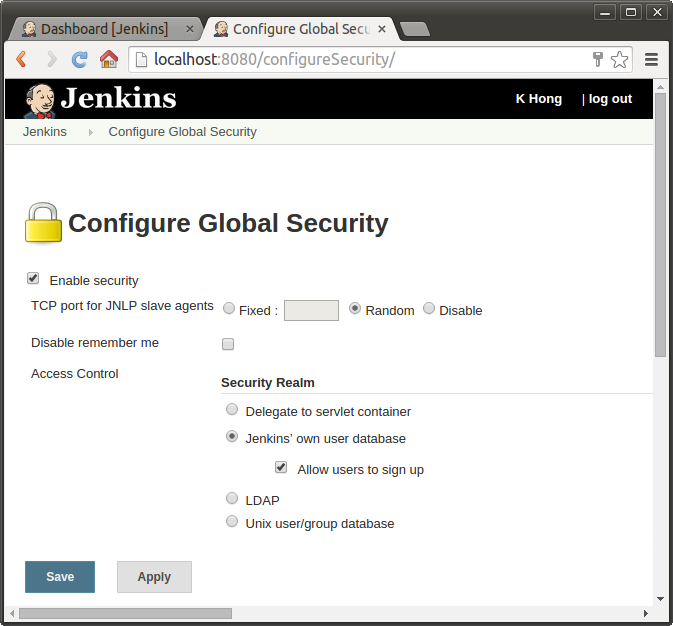 Dashboard [Jenkins] Configure Global Secu
localhost:8080/configureSecurity/
Jenkins K Hong | log out
Jenkins Configure Global Security
Configure Global Security
Enable security
TCP port for JNLP slave agents Fixed : Random Disable
Disable remember me
Access Control
Security Realm
Delegate to servlet container
Jenkins' own user database
Allow users to sign up
LDAP
Unix user/group database
Save Apply